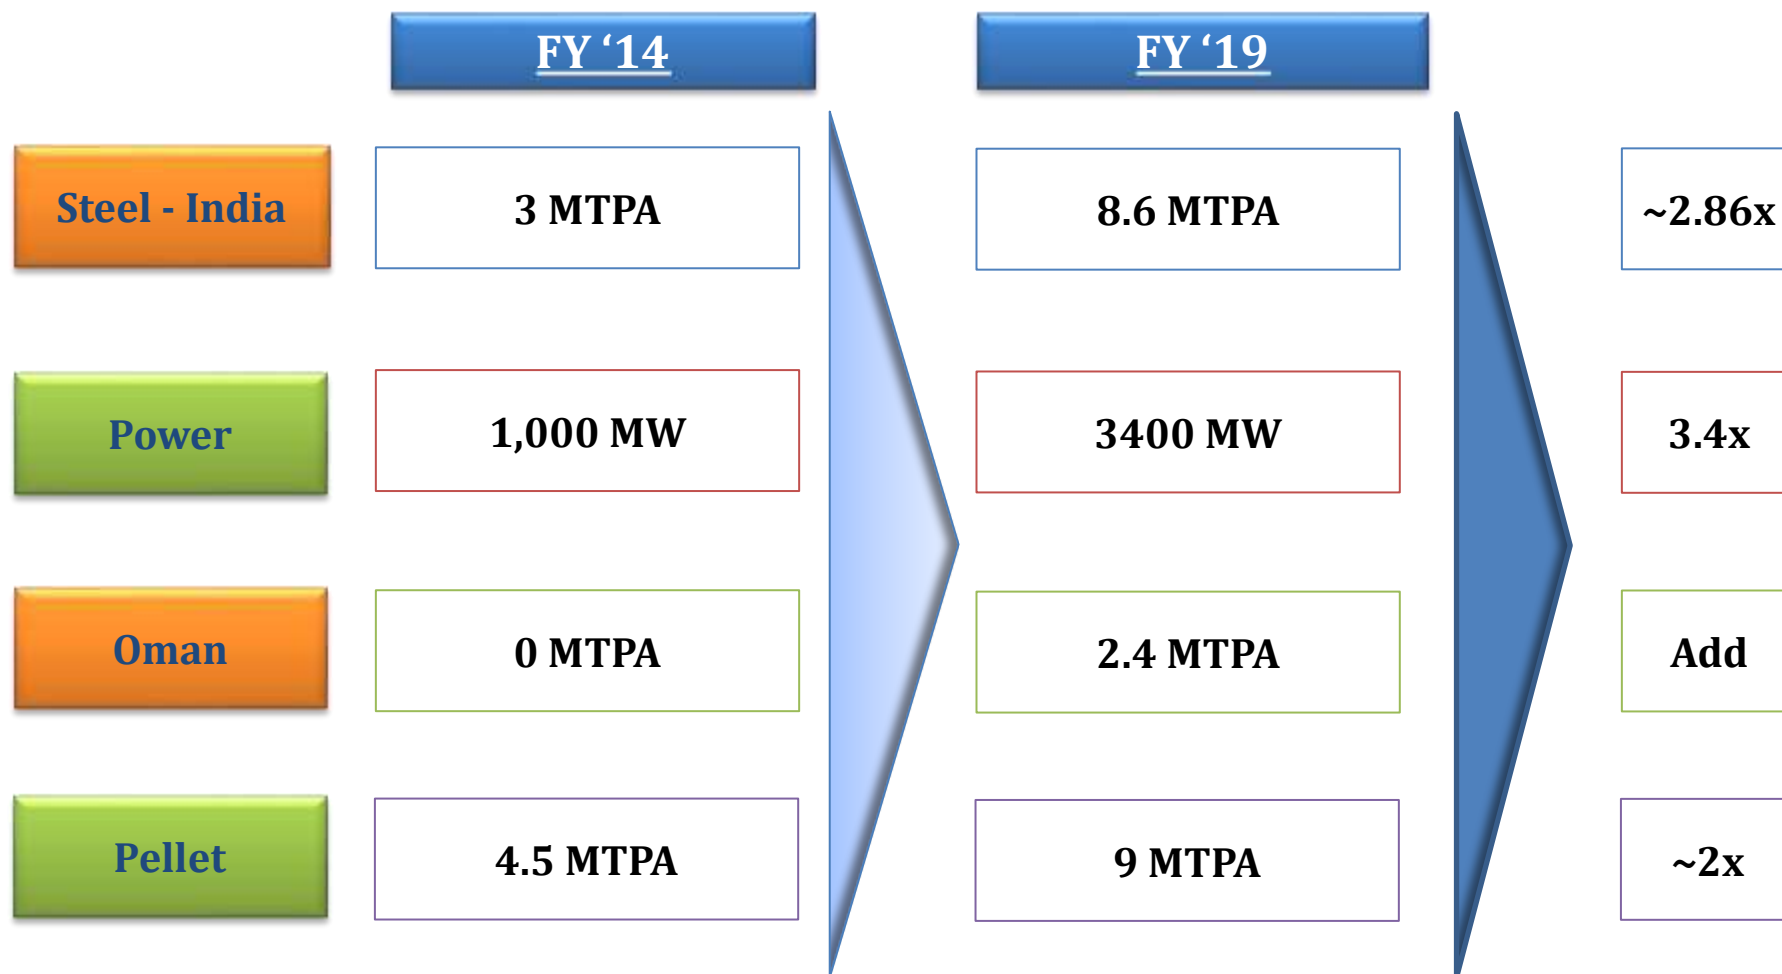 FY ‘14
FY ‘19
Steel - India
3 MTPA
8.6 MTPA
~2.86x
Power
1,000 MW
3400 MW
3.4x
Oman
0 MTPA
2.4 MTPA
Add
Pellet
4.5 MTPA
9 MTPA
~2x